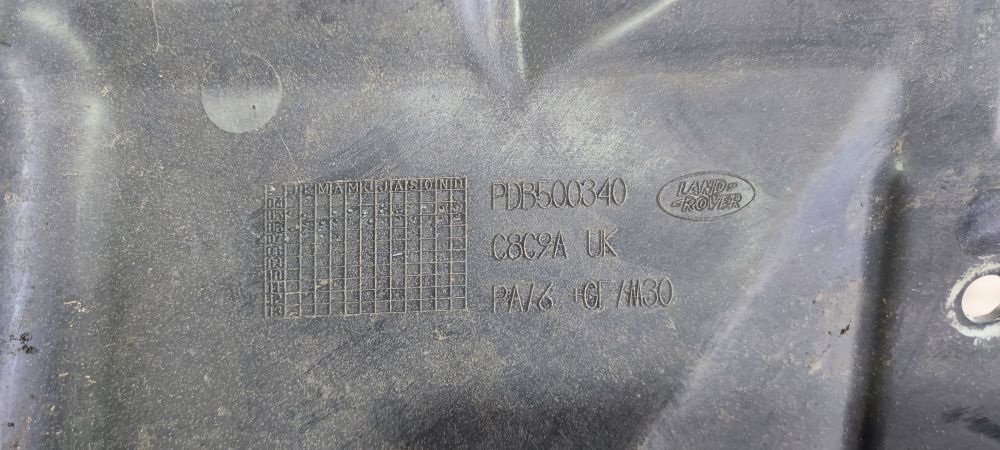 J F M A M J J A S O N D
PDB500340
LAND-
-ROVER
C8C9A UK
PA/6 +GF/M30